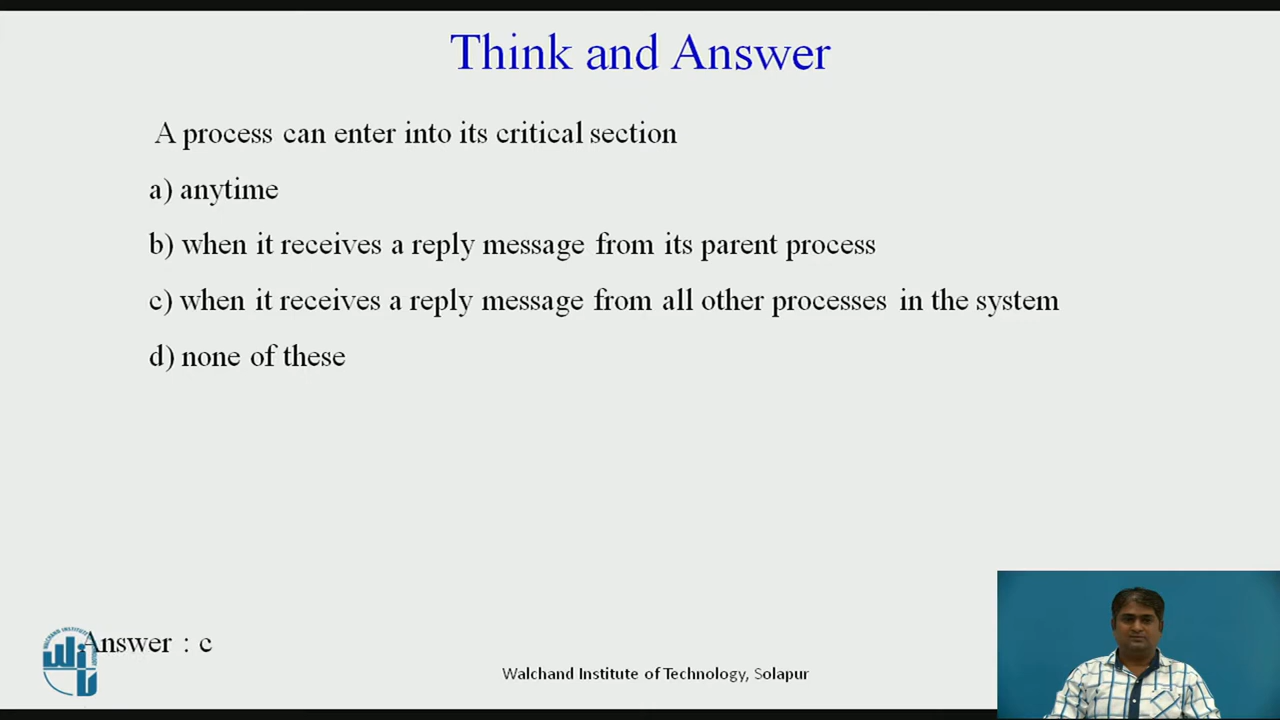 Think and Answer
A process can enter into its critical section
a) anytime
b) when it receives a reply message from its parent process
c) when it receives a reply message from all other processes in the system
d) none of these
Answer : c
Walchand Institute of Technology, Solapur